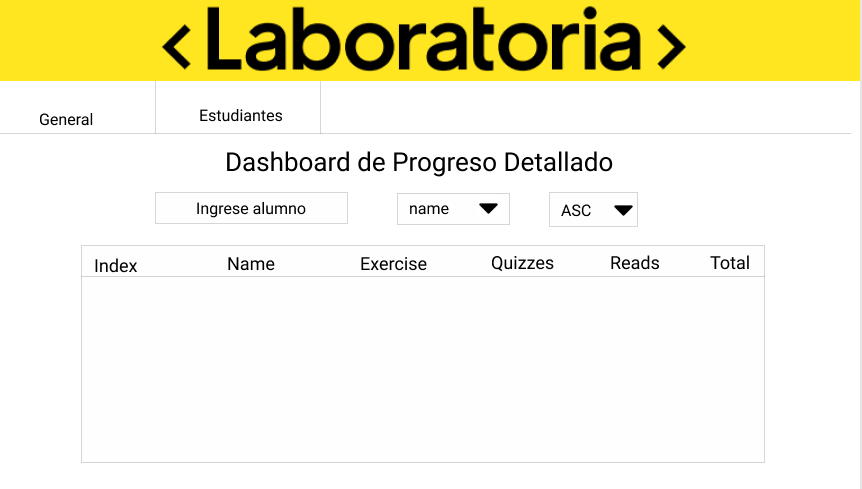 <Laboratoria>
General Estudiantes
Dashboard de Progreso Detallado
Ingrese alumno name ASC
Index Name Exercise Quizzes Reads Total